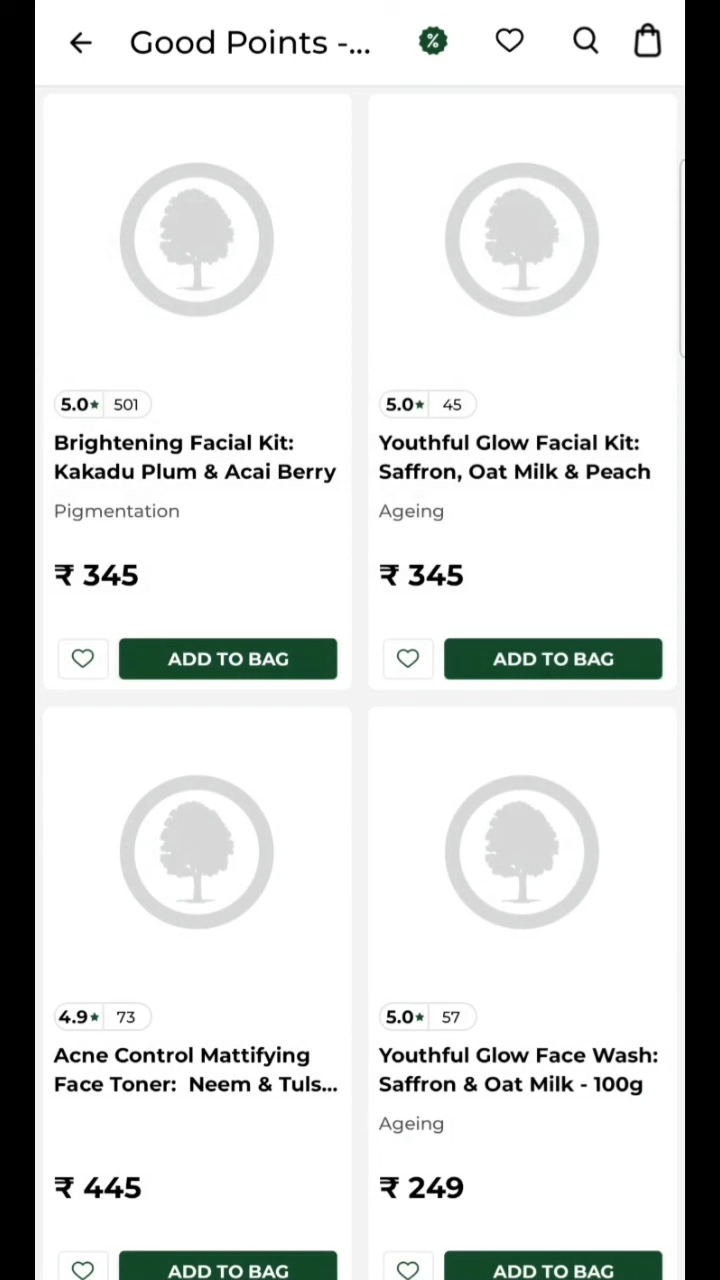 Good Points -...
%
5.0★ 501
Brightening Facial Kit:
Kakadu Plum & Acai Berry
Pigmentation
₹ 345
ADD TO BAG
5.0★ 45
Youthful Glow Facial Kit:
Saffron, Oat Milk & Peach
Ageing
₹ 345
ADD TO BAG
4.9★ 73
Acne Control Mattifying
Face Toner:  Neem & Tuls...
₹ 445
ADD TO BAG
5.0★ 57
Youthful Glow Face Wash:
Saffron & Oat Milk - 100g
Ageing
₹ 249
ADD TO BAG